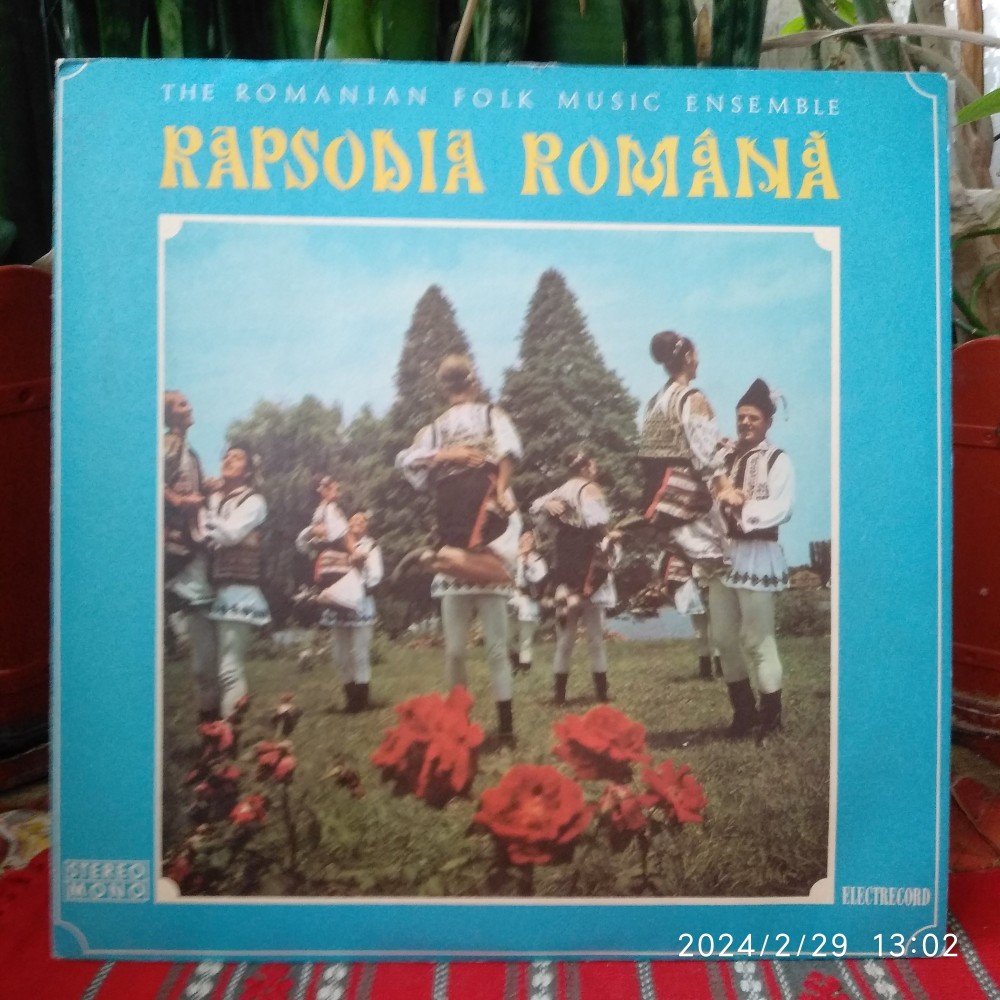 THE ROMANIAN FOLK MUSIC ENSEMBLE
RAPSODIA ROMÂNĂ
STEREO
MONO
ELECTRECORD
2024/2/29 13:02